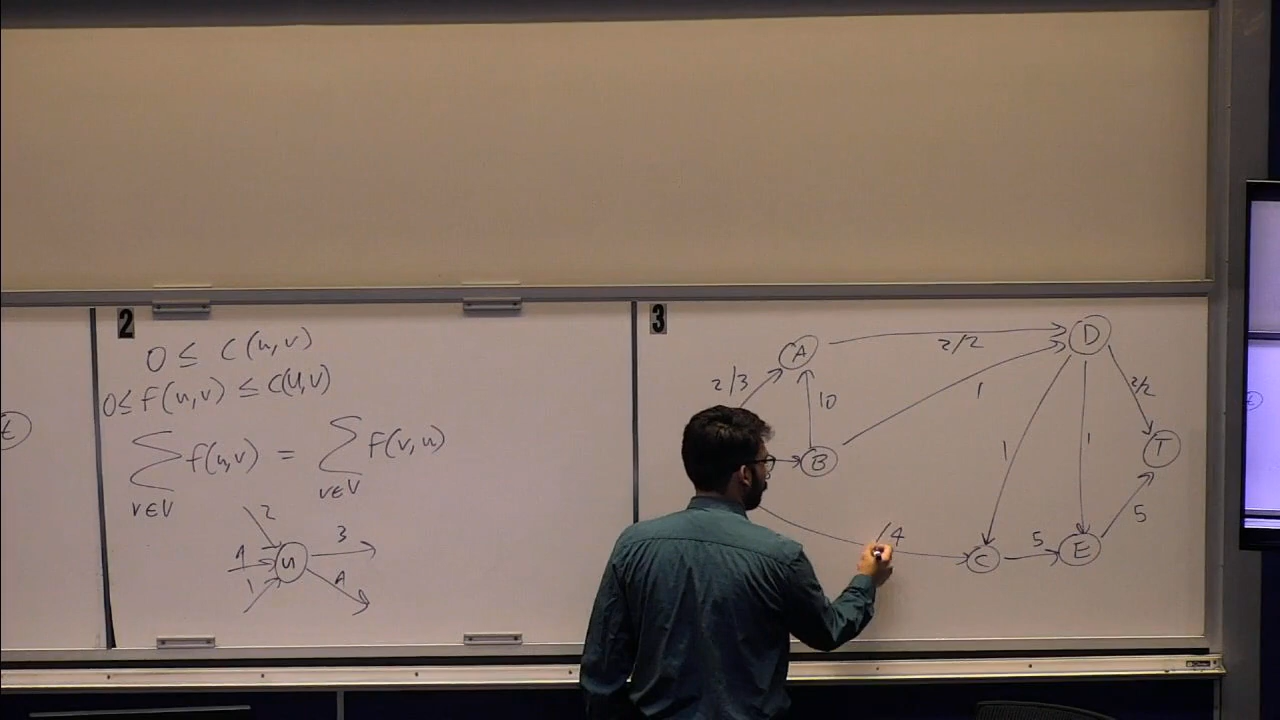 2
0 ≤ C(u,v)
0 ≤ f(u,v) ≤ C(u,v)
∑ f(u,v) = ∑ f(v,u)
v∈V v∈V
2
4
1
u
3
4
t
3
A
2/2
D
2/3
10
1
2/2
B
T
1
1
5
/4
C
5
E